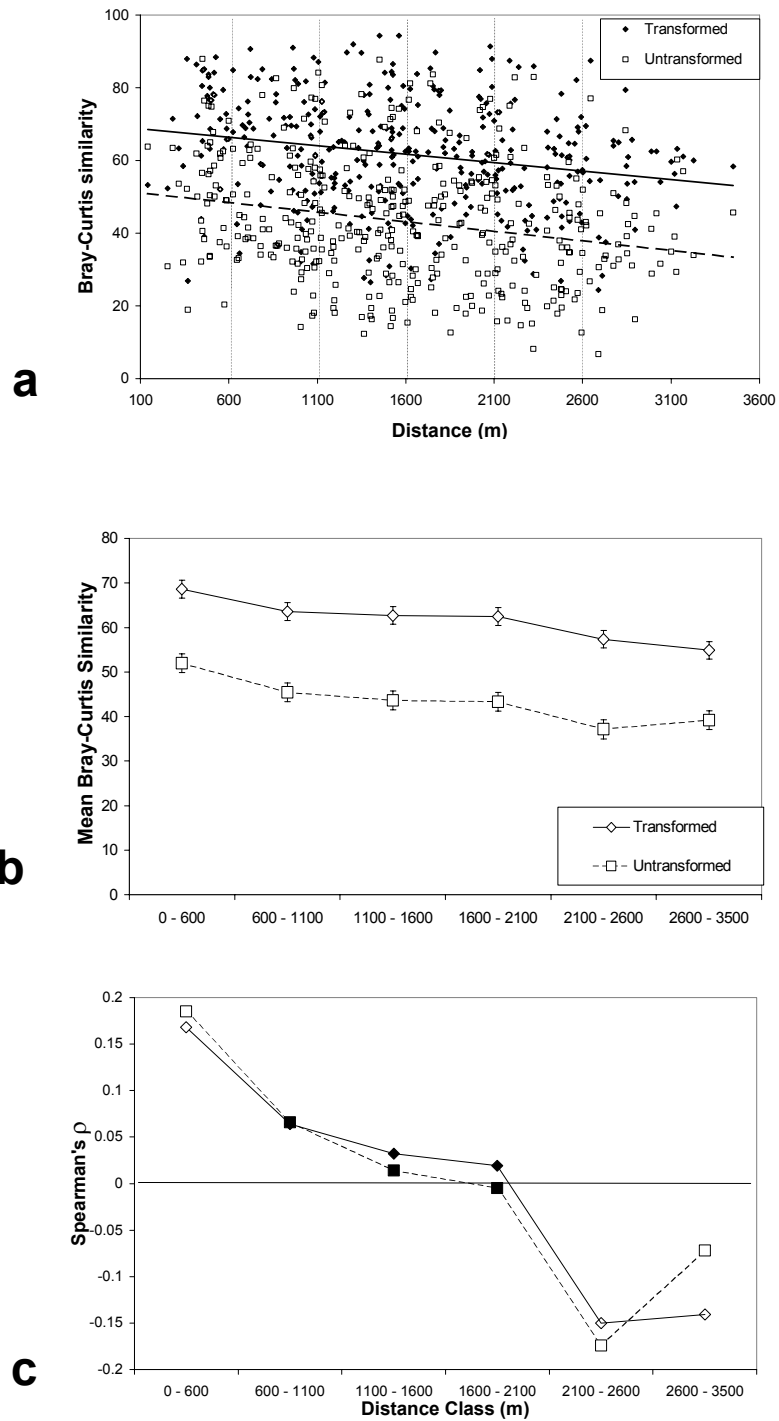 100
80
60
40
20
0
Bray-Curtis similarity
Transformed
Untransformed
100 600 1100 1600 2100 2600 3100 3600
Distance (m)
a
80
70
60
50
40
30
20
10
0
Mean Bray-Curtis Similarity
Transformed
Untransformed
0 - 600 600 - 1100 1100 - 1600 1600 - 2100 2100 - 2600 2600 - 3500
b
0.2
0.15
0.1
0.05
0
-0.05
-0.1
-0.15
-0.2
Spearman's ρ
0 - 600 600 - 1100 1100 - 1600 1600 - 2100 2100 - 2600 2600 - 3500
Distance Class (m)
c